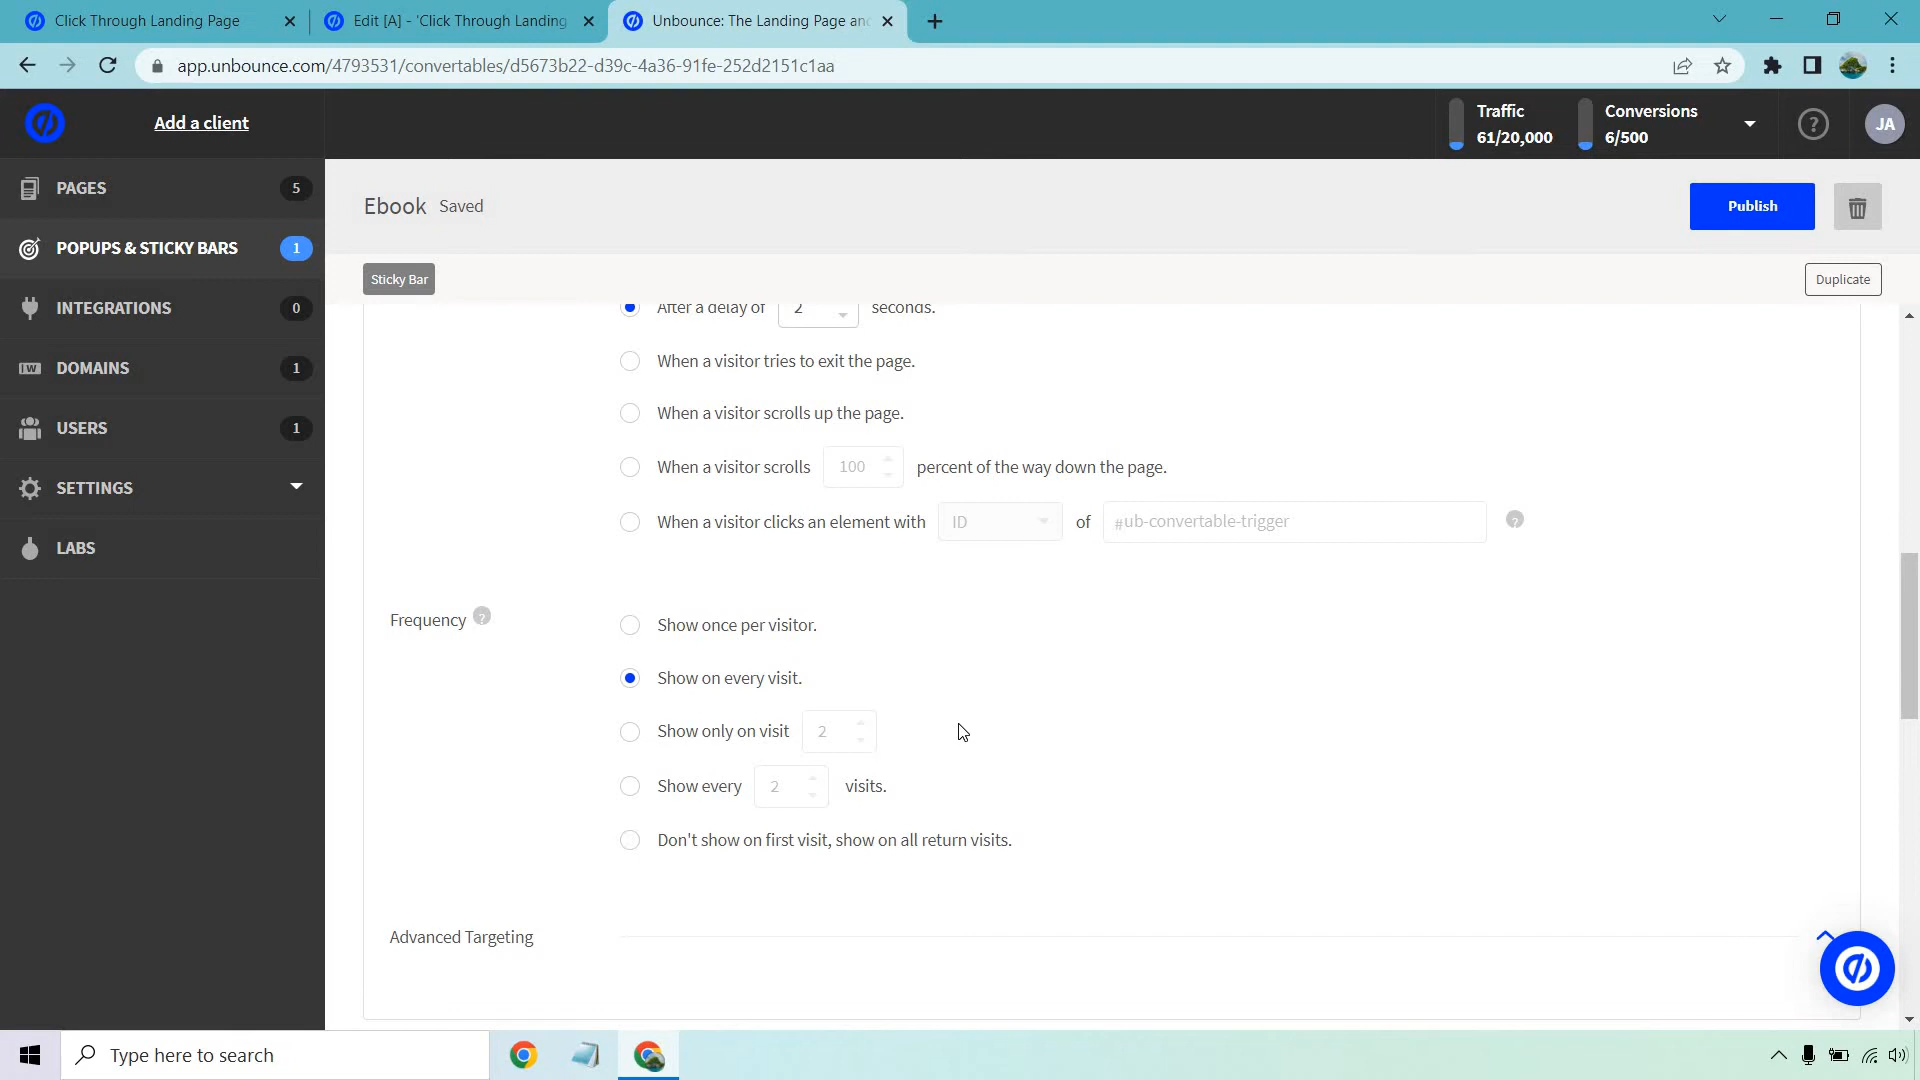 Click Through Landing Page
Edit [A] - 'Click Through Landing
Unbounce: The Landing Page an
app.unbounce.com/4793531/convertables/d5673b22-d39c-4a36-91fe-252d2151c1aa
Add a client
Traffic
61/20,000
Conversions
6/500
?
JA
PAGES 5
POPUPS & STICKY BARS 1
INTEGRATIONS 0
DOMAINS 1
USERS 1
SETTINGS
LABS
Ebook Saved
Publish
Sticky Bar
Duplicate
After a delay of 2 seconds.
When a visitor tries to exit the page.
When a visitor scrolls up the page.
When a visitor scrolls 100 percent of the way down the page.
When a visitor clicks an element with ID of #ub-convertable-trigger ?
Frequency ?
Show once per visitor.
Show on every visit.
Show only on visit 2
Show every 2 visits.
Don't show on first visit, show on all return visits.
Advanced Targeting
Type here to search